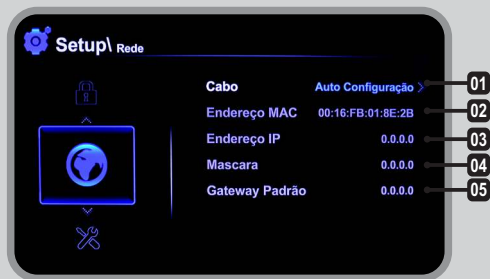 Setup\ Rede
Cabo Auto Configuração > 01
Endereço MAC 00:16:FB:01:8E:2B 02
Endereço IP 0.0.0.0 03
Mascara 0.0.0.0 04
Gateway Padrão 0.0.0.0 05